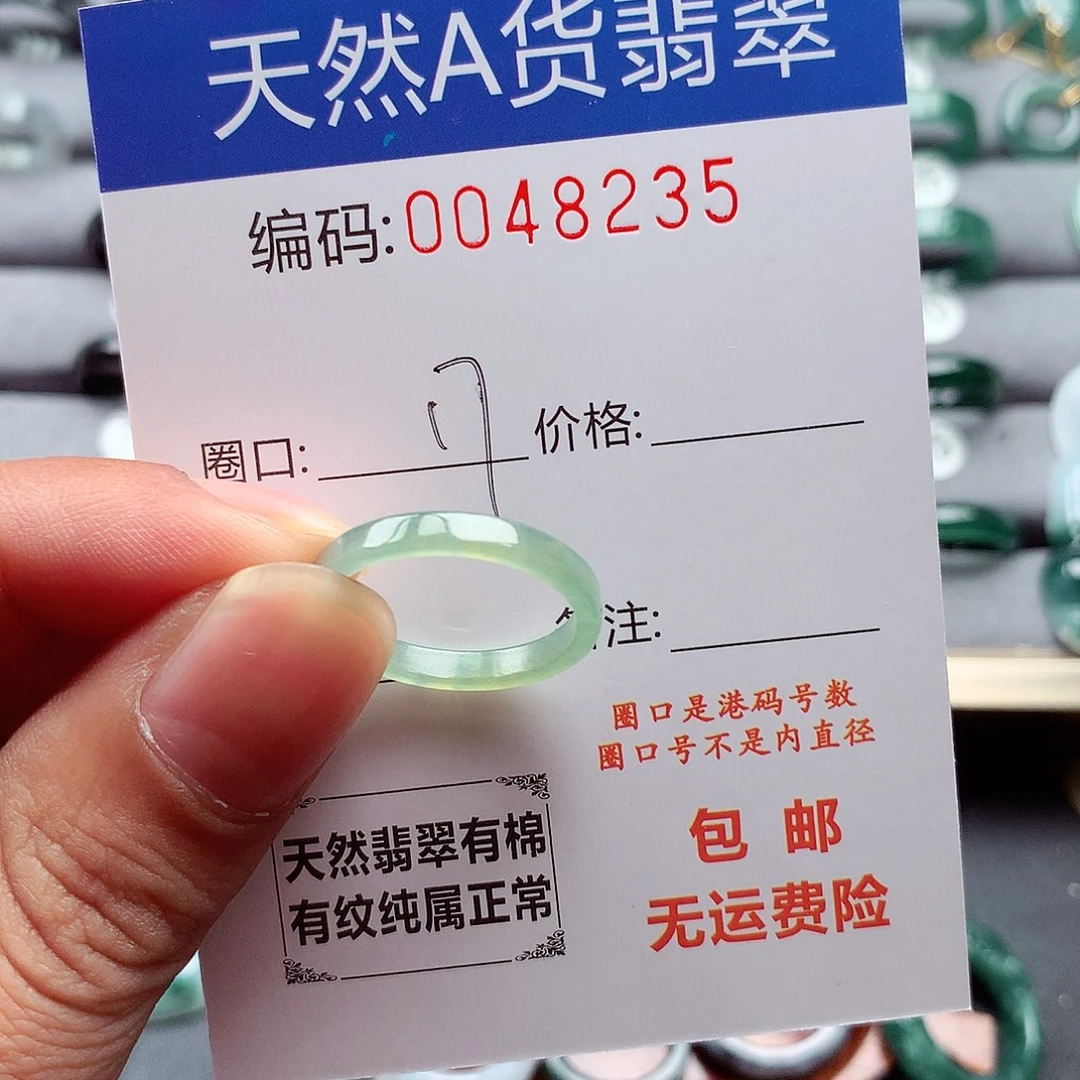 天然A货翡翠
编码:0048235
圈口: 价格:
注:
圈口是港码号数
圈口号不是内直径
天然翡翠有棉
有纹纯属正常
包邮
无运费险